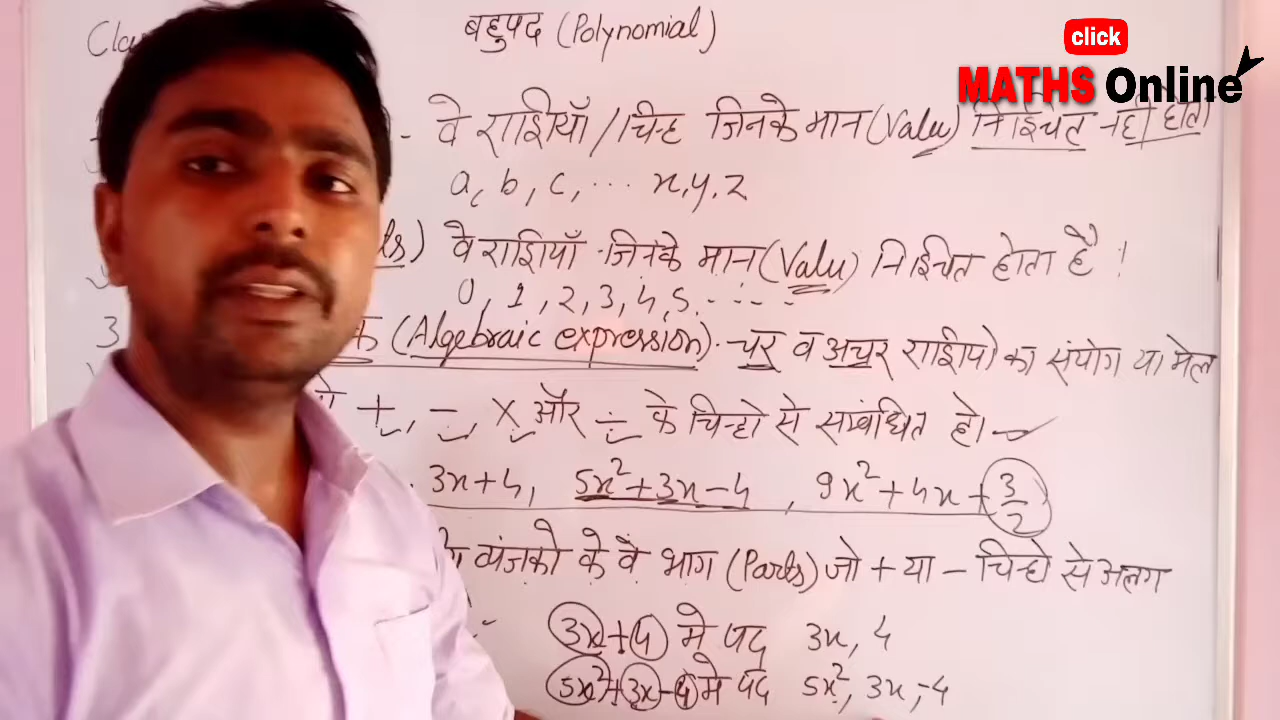 बहुपद (Polynomial)
click
MATHS Online
- वे राशियाँ/चिन्ह जिनके मान (Valu) निश्चित नही होता
a, b, c, ... x, y, z
वे राशियाँ जिनके मान (Valu) निश्चित होता है !
0, 1, 2, 3, 4, 5 . - - - -
3
क (Algebraic expression). चर व अचर राशियो का संयोग या मेल
+, -, × और ÷ के चिन्हो से सम्बंधित हो।
3x+4, 5x²+3x-4, 9x²+4x+3/2
व्यंजको के वे भाग (Parts) जो + या - चिन्हो से अलग
3x+4 मे पद 3x, 4
5x²+3x-4 मे पद 5x², 3x, -4